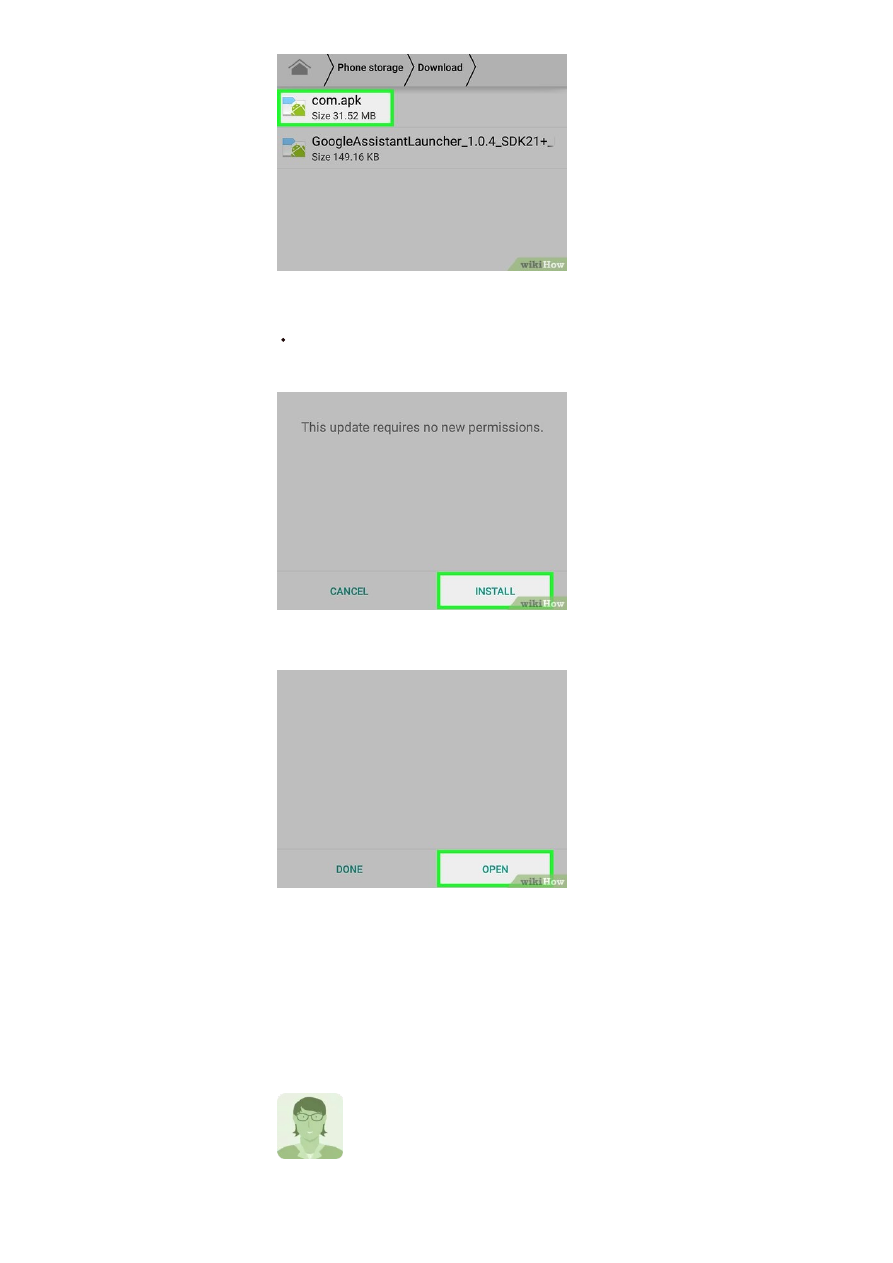 Phone storage Download
com.apk
Size 31.52 MB
GoogleAssistantLauncher_1.0.4_SDK21+_
Size 149.16 KB
wikiHow
This update requires no new permissions.
CANCEL INSTALL
wikiHow
DONE OPEN
wikiHow